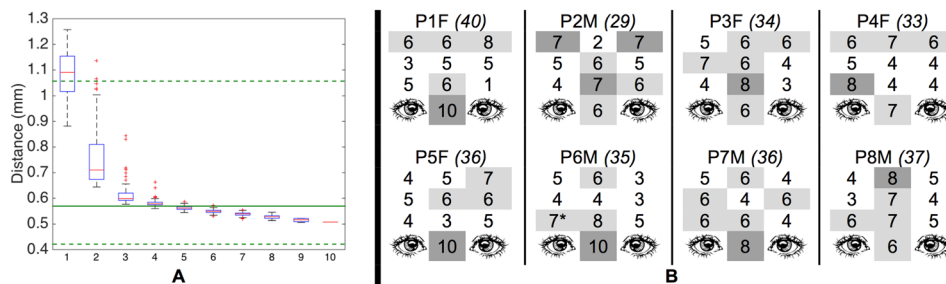 Distance (mm)
1.3
1.2
1.1
1
0.9
0.8
0.7
0.6
0.5
0.4
1 2 3 4 5 6 7 8 9 10
A
P1F (40) P2M (29) P3F (34) P4F (33)
6 6 8 7 2 7 5 6 6 6 7 6
3 5 5 5 6 5 7 6 4 5 4 4
5 6 1 4 7 6 4 8 3 8 4 4
10 6 6 7
P5F (36) P6M (35) P7M (36) P8M (37)
4 5 7 5 6 3 5 6 4 4 8 5
5 6 6 4 4 3 6 4 6 3 7 4
4 3 5 7* 8 5 6 6 4 6 7 5
10 10 8 6
B